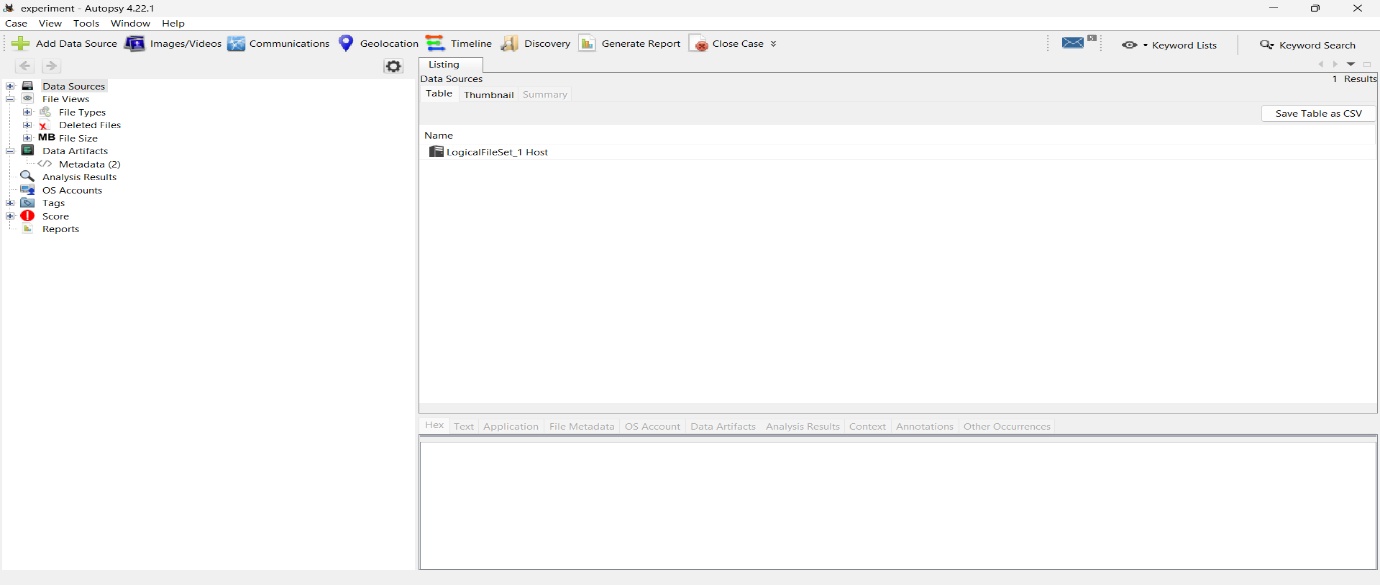 experiment - Autopsy 4.22.1
Case View Tools Window Help
Add Data Source Images/Videos Communications Geolocation Timeline Discovery Generate Report Close Case Keyword Lists Keyword Search
Listing
Data Sources 1 Results
Table Thumbnail Summary
Save Table as CSV
Name
LogicalFileSet_1 Host
Data Sources
File Views
File Types
Deleted Files
MB File Size
Data Artifacts
Metadata (2)
Analysis Results
OS Accounts
Tags
Score
Reports
Hex Text Application File Metadata OS Account Data Artifacts Analysis Results Context Annotations Other Occurrences